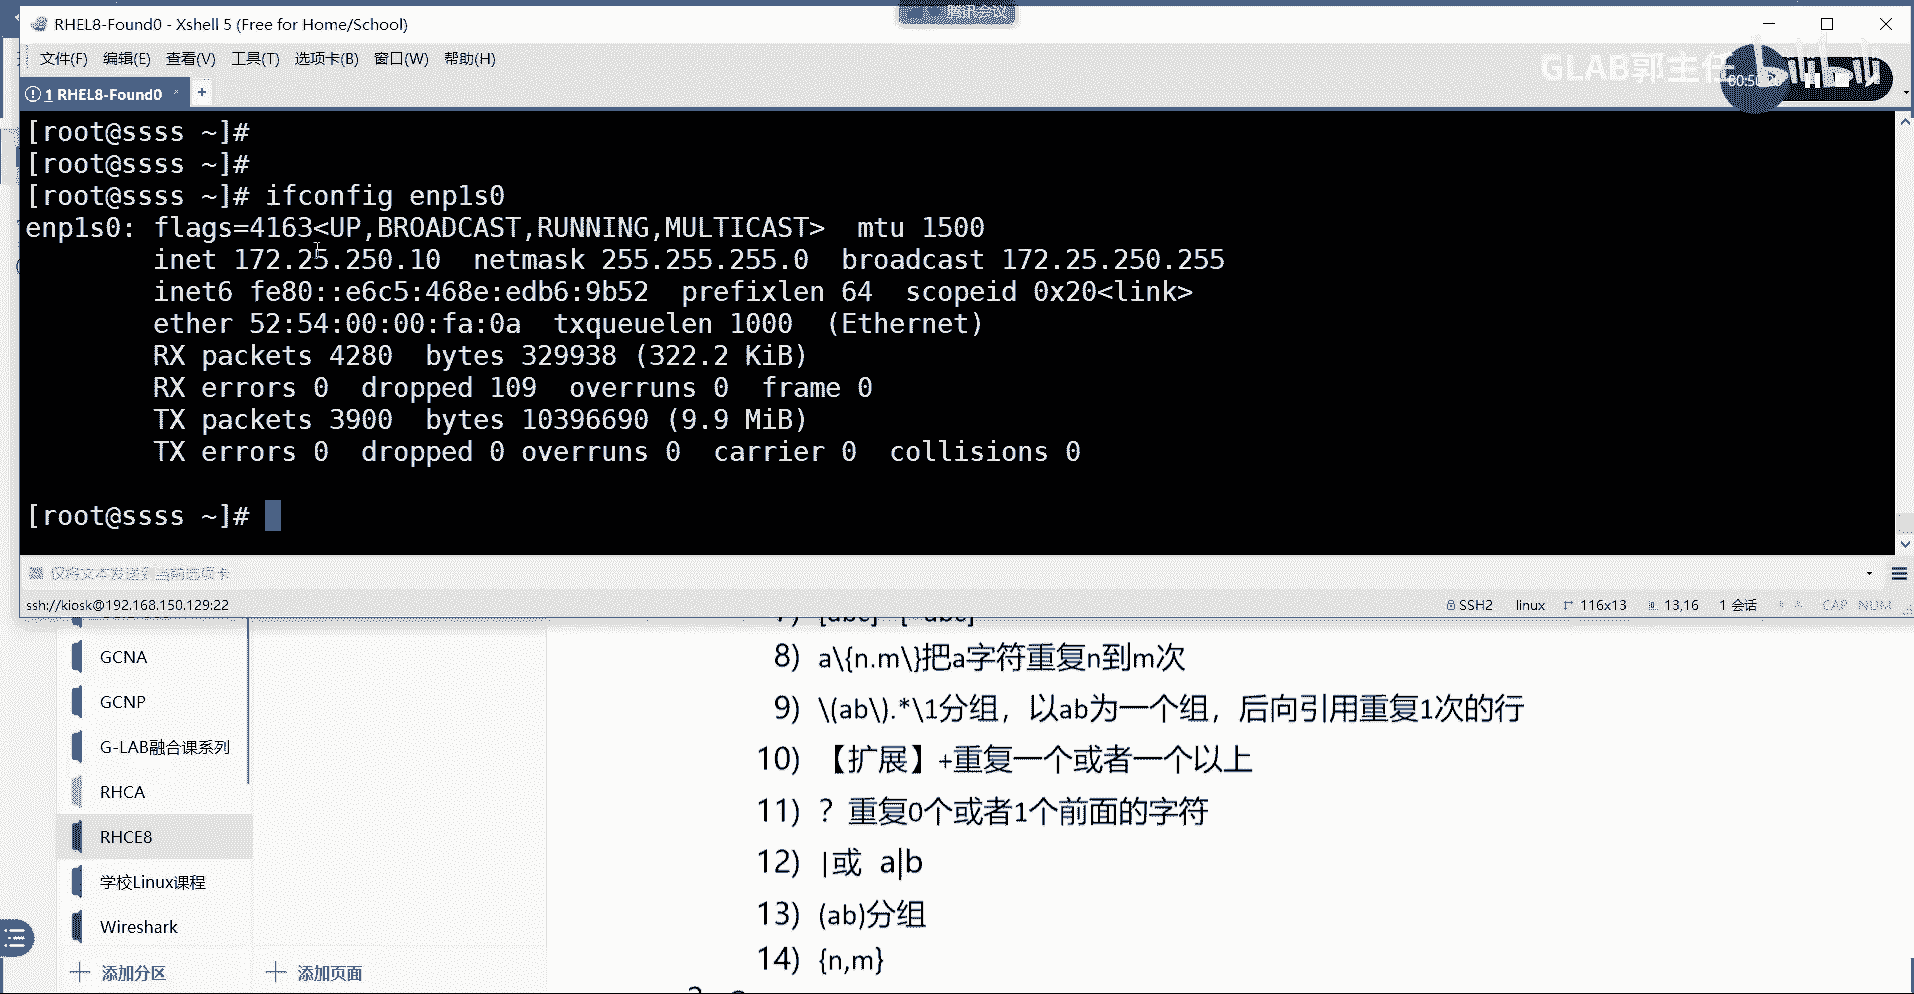 RHEL8-Found0 - Xshell 5 (Free for Home/School)
腾讯会议
文件(F) 编辑(E) 查看(V) 工具(T) 选项卡(B) 窗口(W) 帮助(H)
GLAB郭主任 bilibili
1 RHEL8-Found0 × +
[root@ssss ~]#
[root@ssss ~]#
[root@ssss ~]# ifconfig enp1s0
enp1s0: flags=4163<UP,BROADCAST,RUNNING,MULTICAST>  mtu 1500
inet 172.25.250.10  netmask 255.255.255.0  broadcast 172.25.250.255
inet6 fe80::e6c5:468e:edb6:9b52  prefixlen 64  scopeid 0x20<link>
ether 52:54:00:00:fa:0a  txqueuelen 1000  (Ethernet)
RX packets 4280  bytes 329938 (322.2 KiB)
RX errors 0  dropped 109  overruns 0  frame 0
TX packets 3900  bytes 10396690 (9.9 MiB)
TX errors 0  dropped 0 overruns 0  carrier 0  collisions 0
[root@ssss ~]#
仅将文本发送到当前选项卡
ssh://kiosk@192.168.150.129:22 SSH2 linux 116x13 13,16 1 会话 CAP NUM
GCNA
GCNP
G-LAB融合课系列
RHCA
RHCE8
学校Linux课程
Wireshark
添加分区 添加页面
8) a\{n.m\}把a字符重复n到m次
9) \(ab\).*\1分组，以ab为一个组，后向引用重复1次的行
10) 【扩展】+重复一个或者一个以上
11) ？重复0个或者1个前面的字符
12) |或 a|b
13) (ab)分组
14) {n,m}